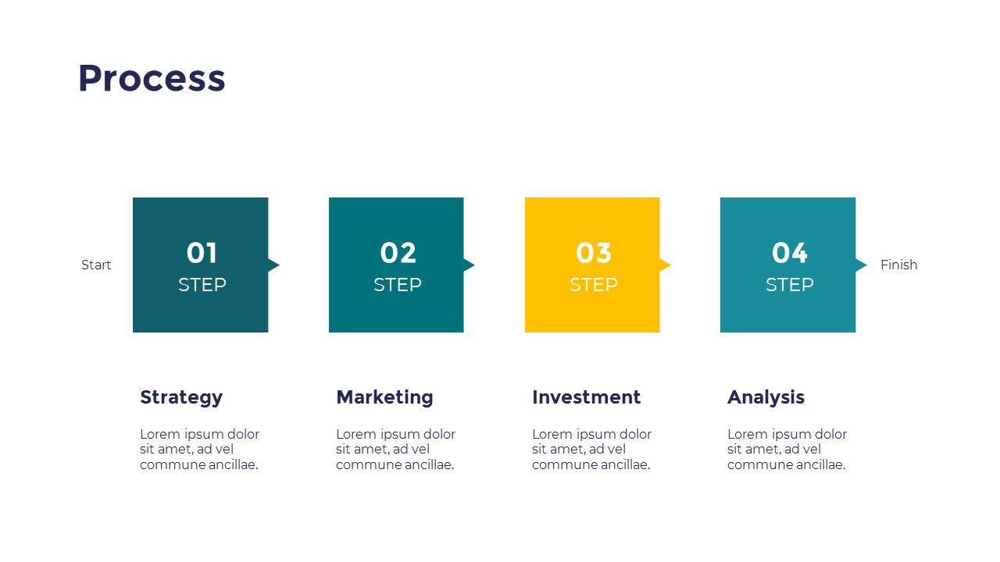 Process
Start
01
STEP
02
STEP
03
STEP
04
STEP
Finish
Strategy
Lorem ipsum dolor
sit amet, ad vel
commune ancillae.
Marketing
Lorem ipsum dolor
sit amet, ad vel
commune ancillae.
Investment
Lorem ipsum dolor
sit amet, ad vel
commune ancillae.
Analysis
Lorem ipsum dolor
sit amet, ad vel
commune ancillae.